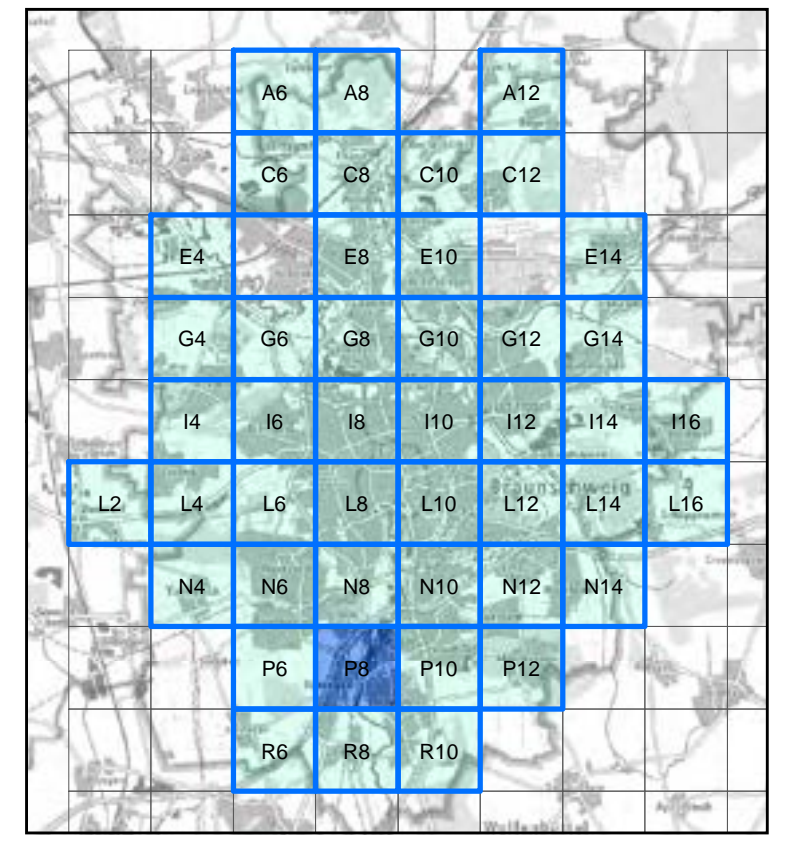 A6 A8 A12
C6 C8 C10 C12
E4 E8 E10 E14
G4 G6 G8 G10 G12 G14
I4 I6 I8 I10 I12 I14 I16
Braunschweig
L2 L4 L6 L8 L10 L12 L14 L16
N4 N6 N8 N10 N12 N14
P6 P8 P10 P12
R6 R8 R10
Wolfenbüttel